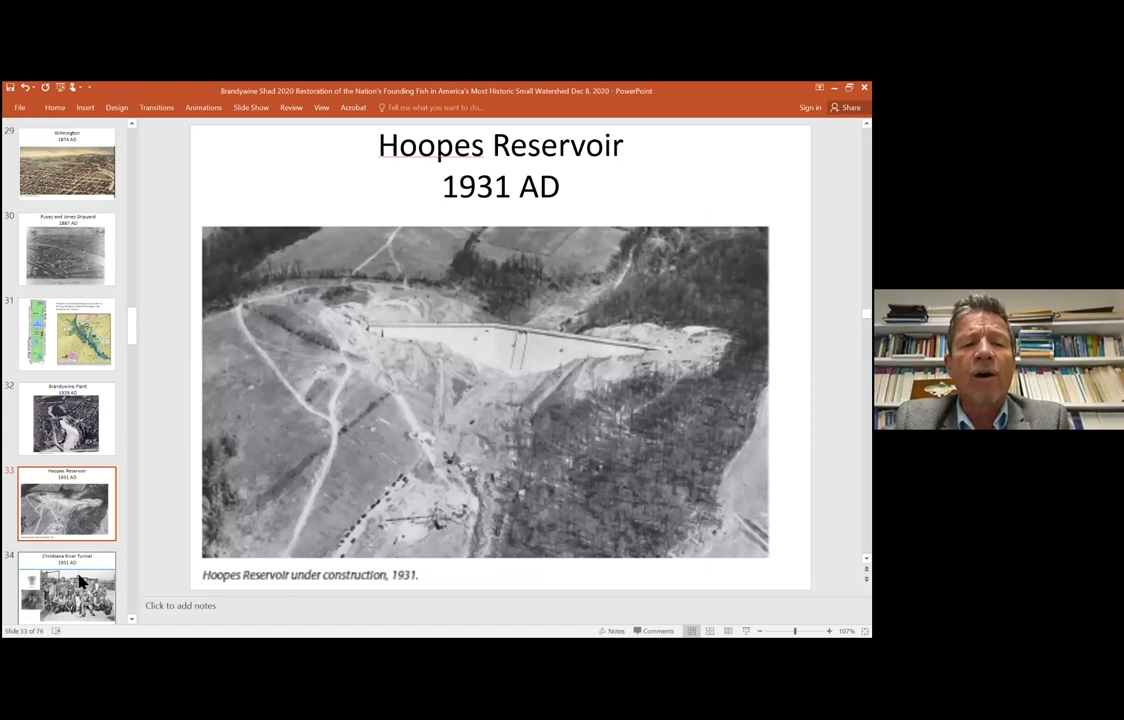 Brandywine Shad 2020 Restoration of the Nation's Founding Fish in America's Most Historic Small Watershed Dec 8, 2020 - PowerPoint
File Home Insert Design Transitions Animations Slide Show Review View Acrobat Tell me what you want to do... Sign in Share
29
Wilmington
1874 AD
30
Pusey and Jones Shipyard
1887 AD
31
32
Brandywine Plant
1929 AD
33
Hoopes Reservoir
1931 AD
34
Christiana River Tunnel
1931 AD
Hoopes Reservoir
1931 AD
Hoopes Reservoir under construction, 1931.
Click to add notes
Slide 33 of 76 Notes Comments 107%